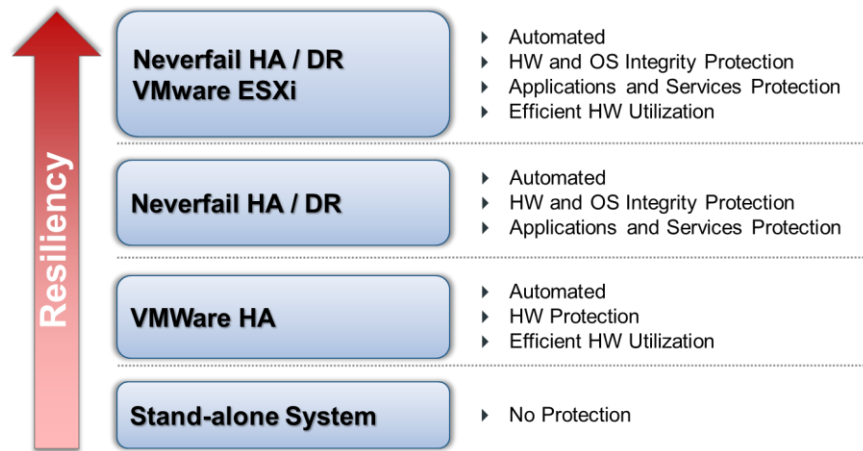 Resiliency
Neverfail HA / DR
VMware ESXi
Automated
HW and OS Integrity Protection
Applications and Services Protection
Efficient HW Utilization
Neverfail HA / DR
Automated
HW and OS Integrity Protection
Applications and Services Protection
VMWare HA
Automated
HW Protection
Efficient HW Utilization
Stand-alone System
No Protection